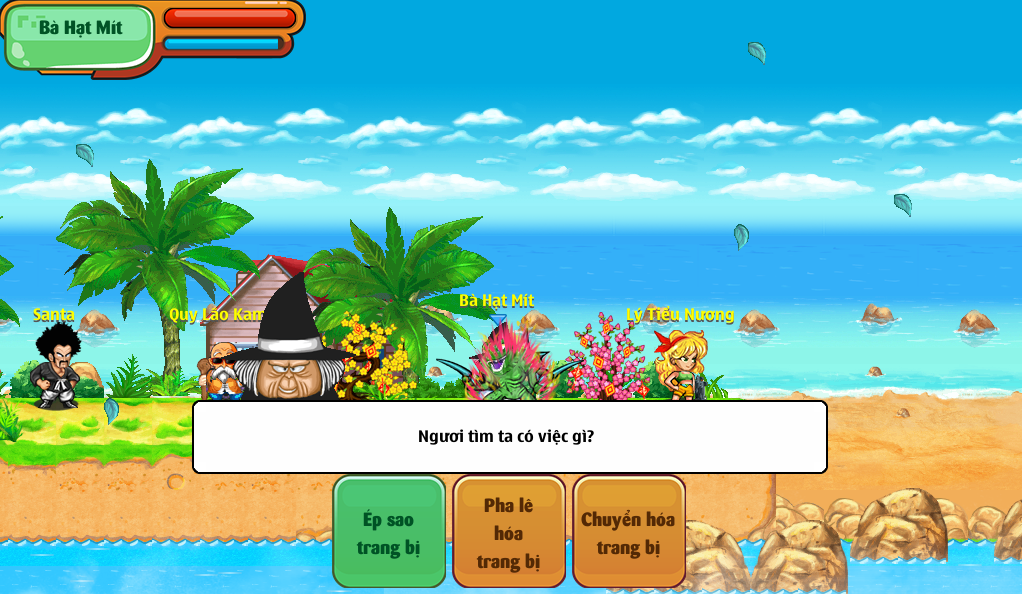 Bà Hạt Mít
Bà Hạt Mít
Santa
Quy Lão Kam
Lý Tiểu Nương
Ngươi tìm ta có việc gì?
Ép sao
trang bị
Pha lê
hóa
trang bị
Chuyển hóa
trang bị